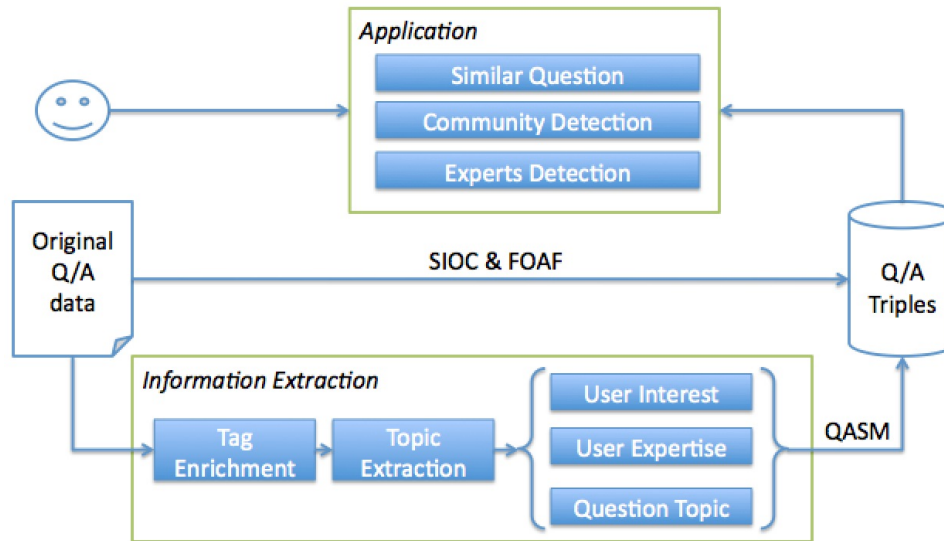 Application
Similar Question
Community Detection
Experts Detection
Original
Q/A
data
SIOC & FOAF
Q/A
Triples
Information Extraction
Tag
Enrichment
Topic
Extraction
User Interest
User Expertise
Question Topic
QASM